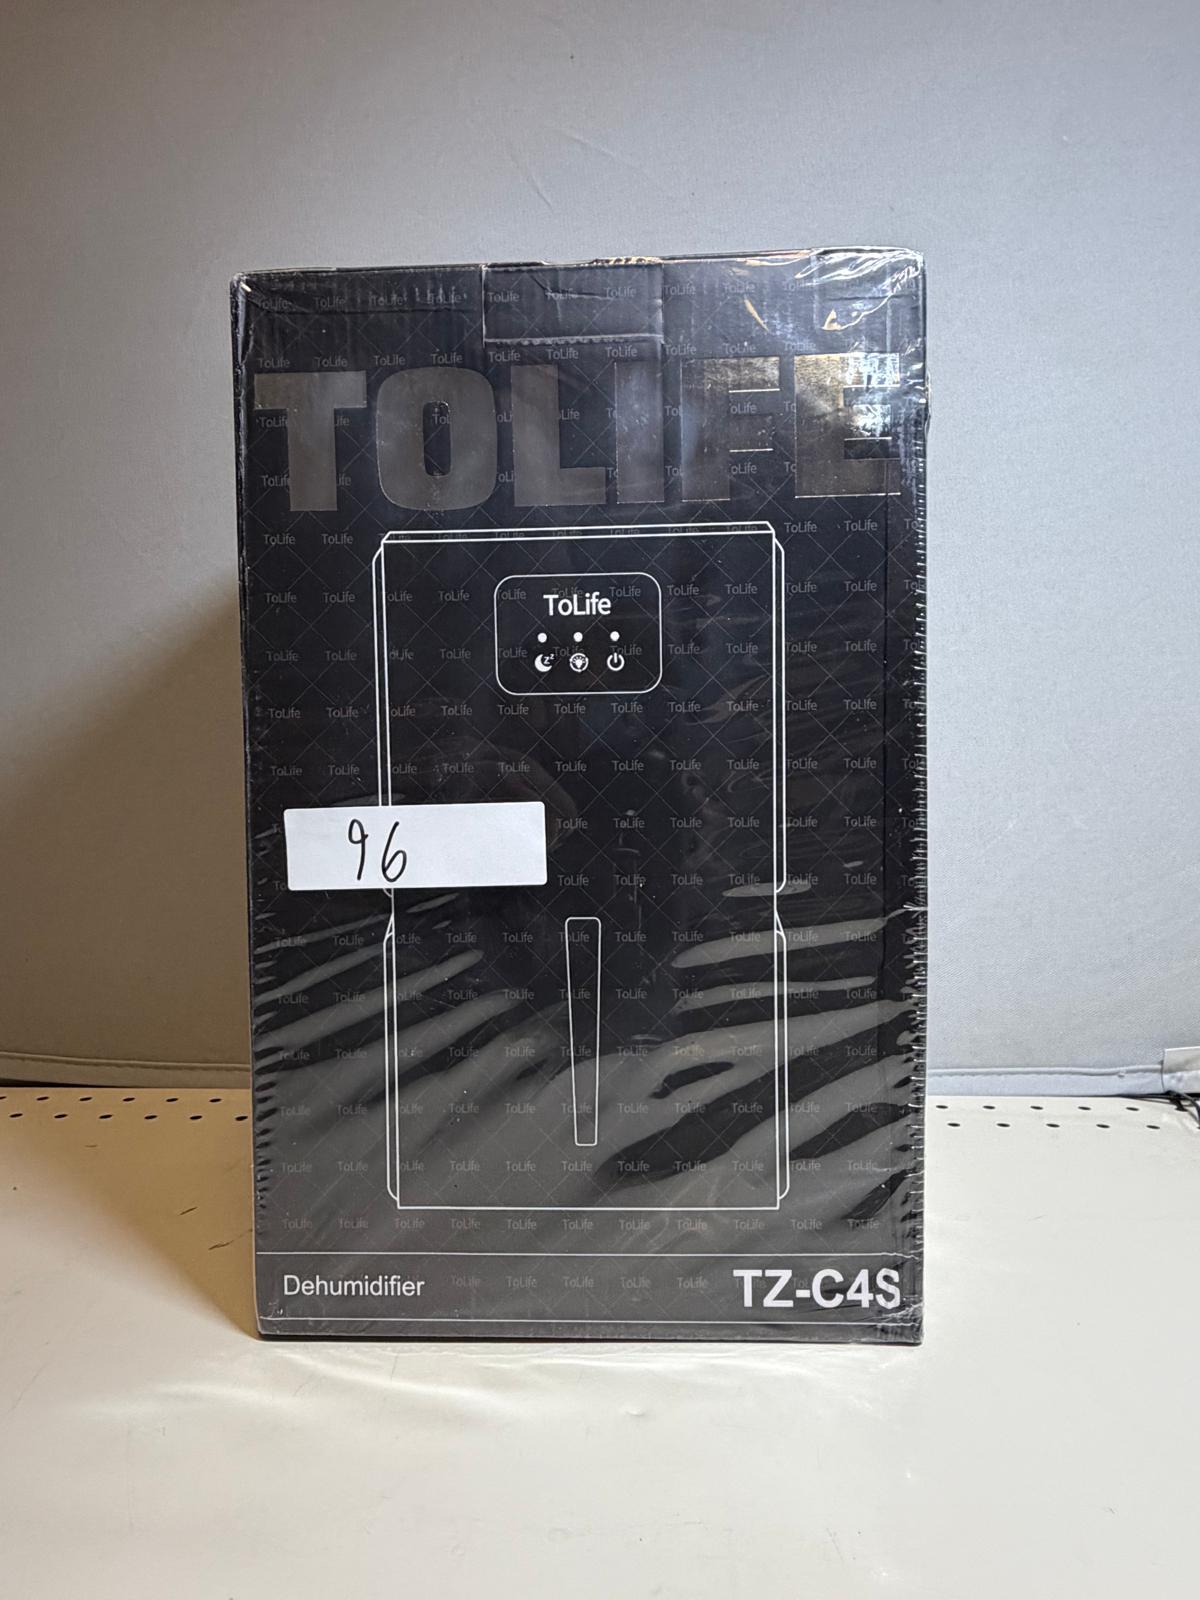 TOLIFE
ToLife
96
Dehumidifier
TZ-C4S